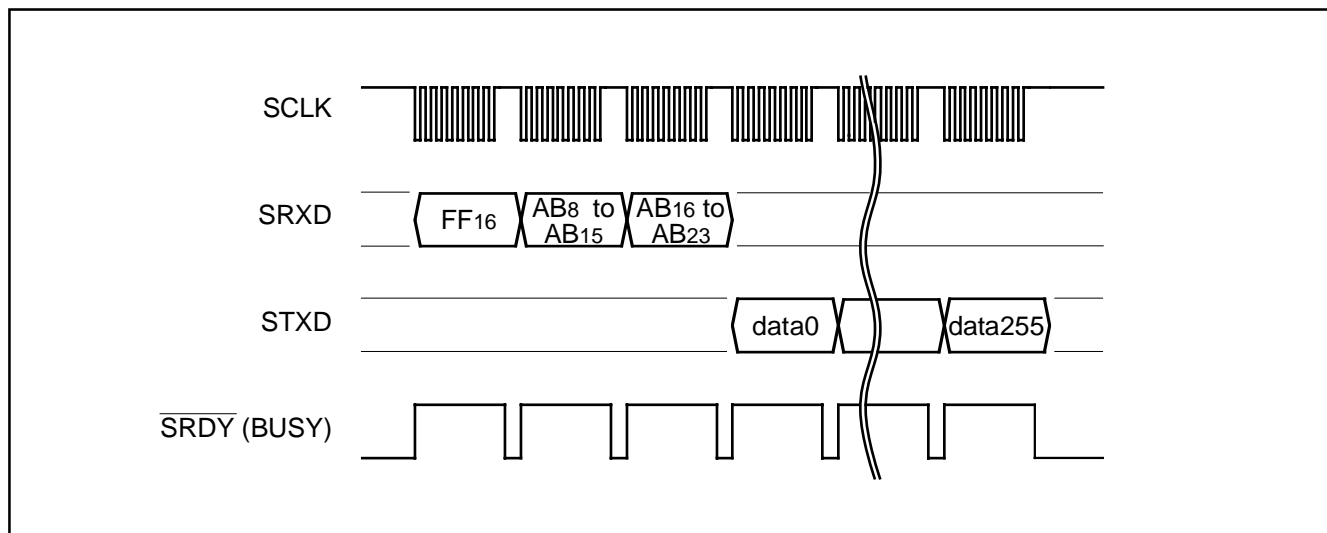 SCLK
SRXD
FF16
AB8 to
AB15
AB16 to
AB23
STXD
data0
data255
SRDY (BUSY)